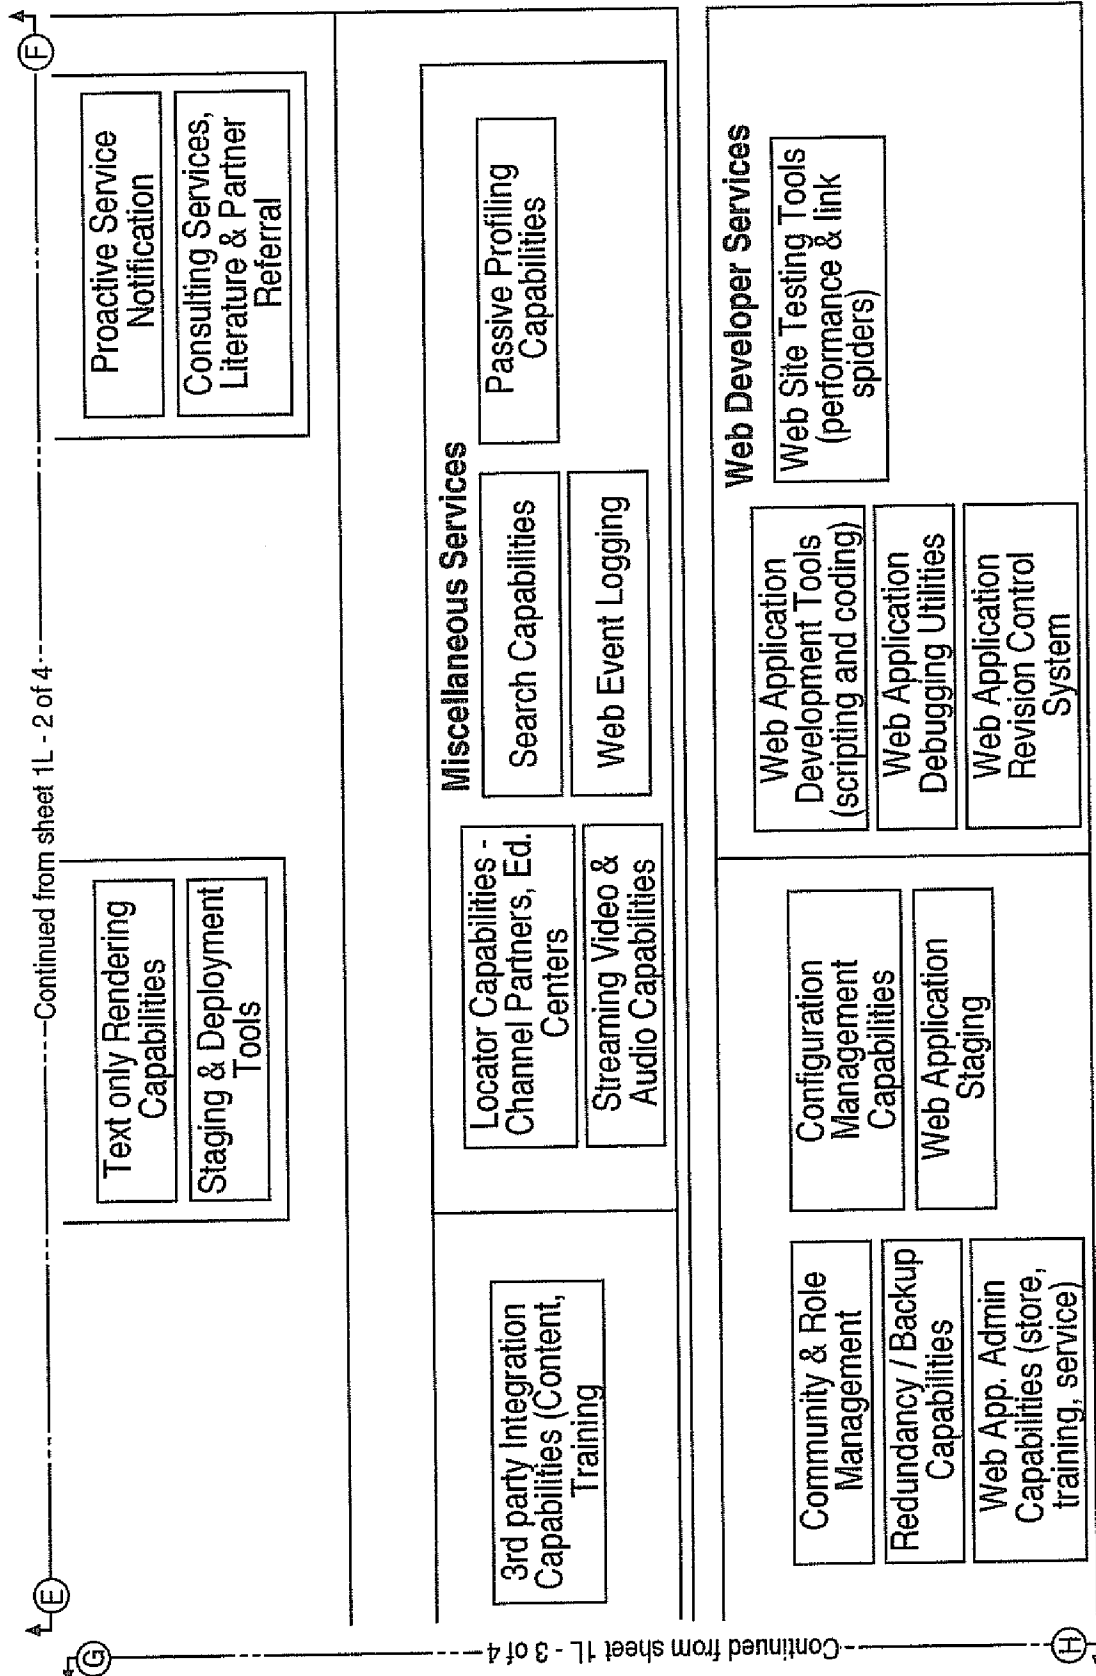 E
----Continued from sheet 1L - 2 of 4----
F
G
----Continued from sheet 1L - 3 of 4----
H
Text only Rendering
Capabilities
Staging & Deployment
Tools
Proactive Service
Notification
Consulting Services,
Literature & Partner
Referral
3rd party Integration
Capabilities (Content,
Training
Miscellaneous Services
Locator Capabilities -
Channel Partners, Ed.
Centers
Streaming Video &
Audio Capabilities
Search Capabilities
Web Event Logging
Passive Profiling
Capabilities
Community & Role
Management
Redundancy / Backup
Capabilities
Web App. Admin
Capabilities (store,
training, service)
Configuration
Management
Capabilities
Web Application
Staging
Web Developer Services
Web Application
Development Tools
(scripting and coding)
Web Application
Debugging Utilities
Web Application
Revision Control
System
Web Site Testing Tools
(performance & link
spiders)